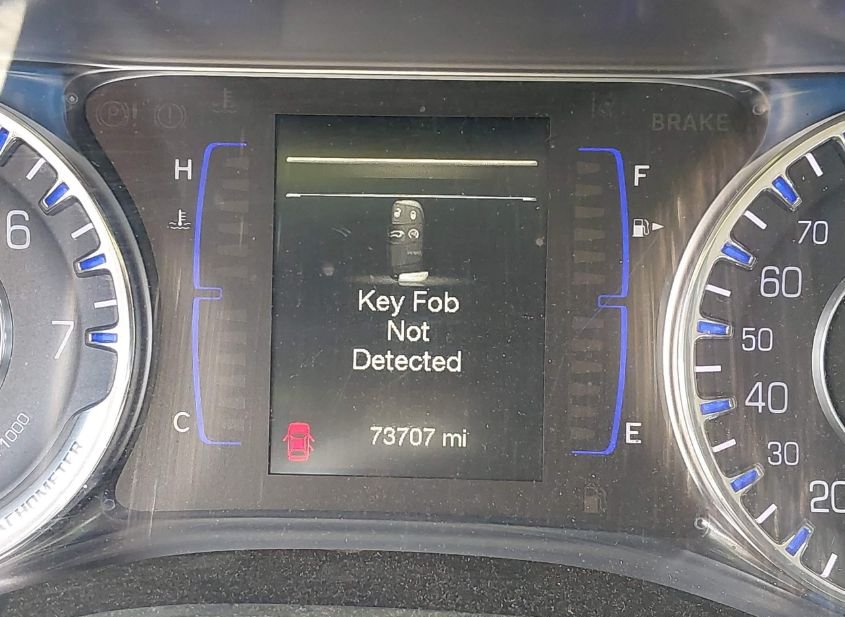 BRAKE
H
F
6
7
C
E
Key Fob
Not
Detected
73707 mi
70
60
50
40
30
20